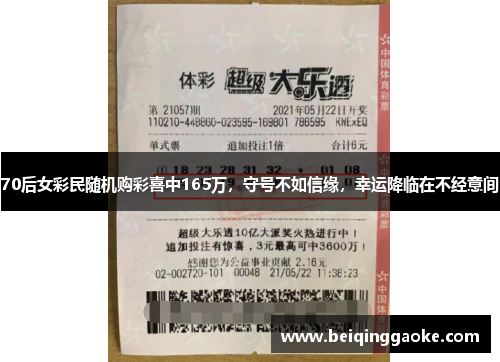 体彩 超级大乐透
第 21057期 2021年05月22日开奖
110210-448860-023595-169801 786595 KWExEQ
单式票 追加投注1倍 合计6元
① 18 23 28 31 32 + 01 08
70后女彩民随机购彩喜中165万，守号不如信缘，幸运降临在不经意间
超级大乐透10亿大派奖火热进行中！
追加投注有惊喜，3元最高可中3600万！
感谢您为公益事业贡献 2.16元
02-002720-101 00048 21/05/22 11:38:23
中国体育彩票
www.beiqinggaoke.com